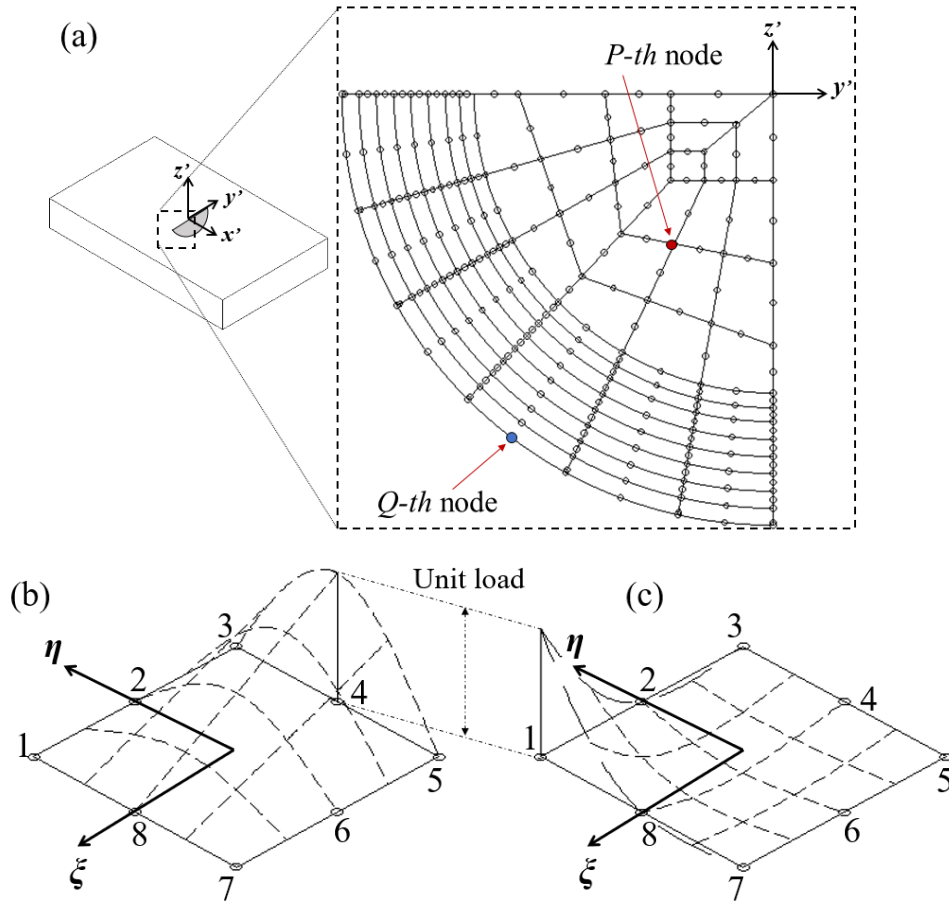 (a)
z'
y'
x'
P-th node
z'
y'
Q-th node
(b)
Unit load
(c)
η
3
2
4
1
5
8
6
ξ
7
η
3
2
4
1
5
8
6
ξ
7